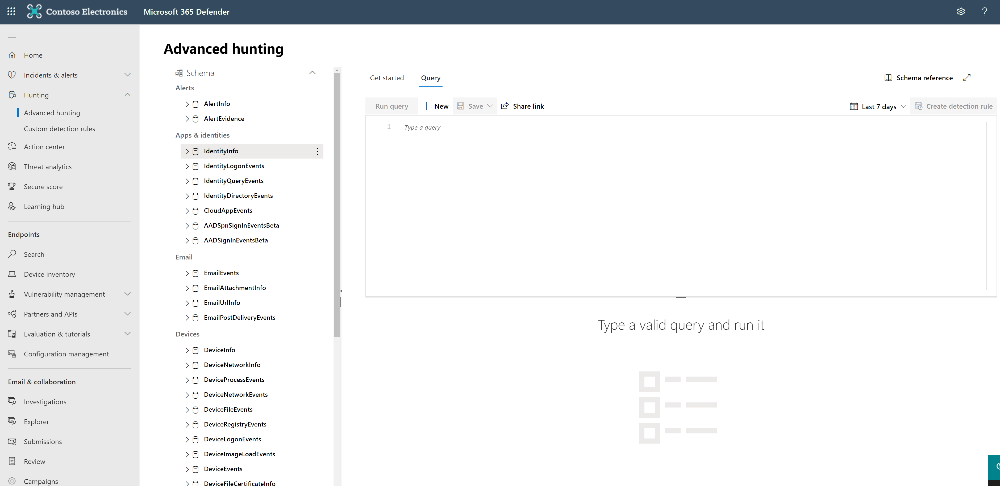 Contoso Electronics
Microsoft 365 Defender
Home
Incidents & alerts
Hunting
Advanced hunting
Custom detection rules
Action center
Threat analytics
Secure score
Learning hub
Endpoints
Search
Device inventory
Vulnerability management
Partners and APIs
Evaluation & tutorials
Configuration management
Email & collaboration
Investigations
Explorer
Submissions
Review
Campaigns
Advanced hunting
Schema
Alerts
AlertInfo
AlertEvidence
Apps & identities
IdentityInfo
IdentityLogonEvents
IdentityQueryEvents
IdentityDirectoryEvents
CloudAppEvents
AADSpnSignInEventsBeta
AADSignInEventsBeta
Email
EmailEvents
EmailAttachmentInfo
EmailUrlInfo
EmailPostDeliveryEvents
Devices
DeviceInfo
DeviceNetworkInfo
DeviceProcessEvents
DeviceNetworkEvents
DeviceFileEvents
DeviceRegistryEvents
DeviceLogonEvents
DeviceImageLoadEvents
DeviceEvents
DeviceFileCertificateInfo
Get started
Query
Schema reference
Run query
New
Save
Share link
Last 7 days
Create detection rule
1
Type a query
Type a valid query and run it